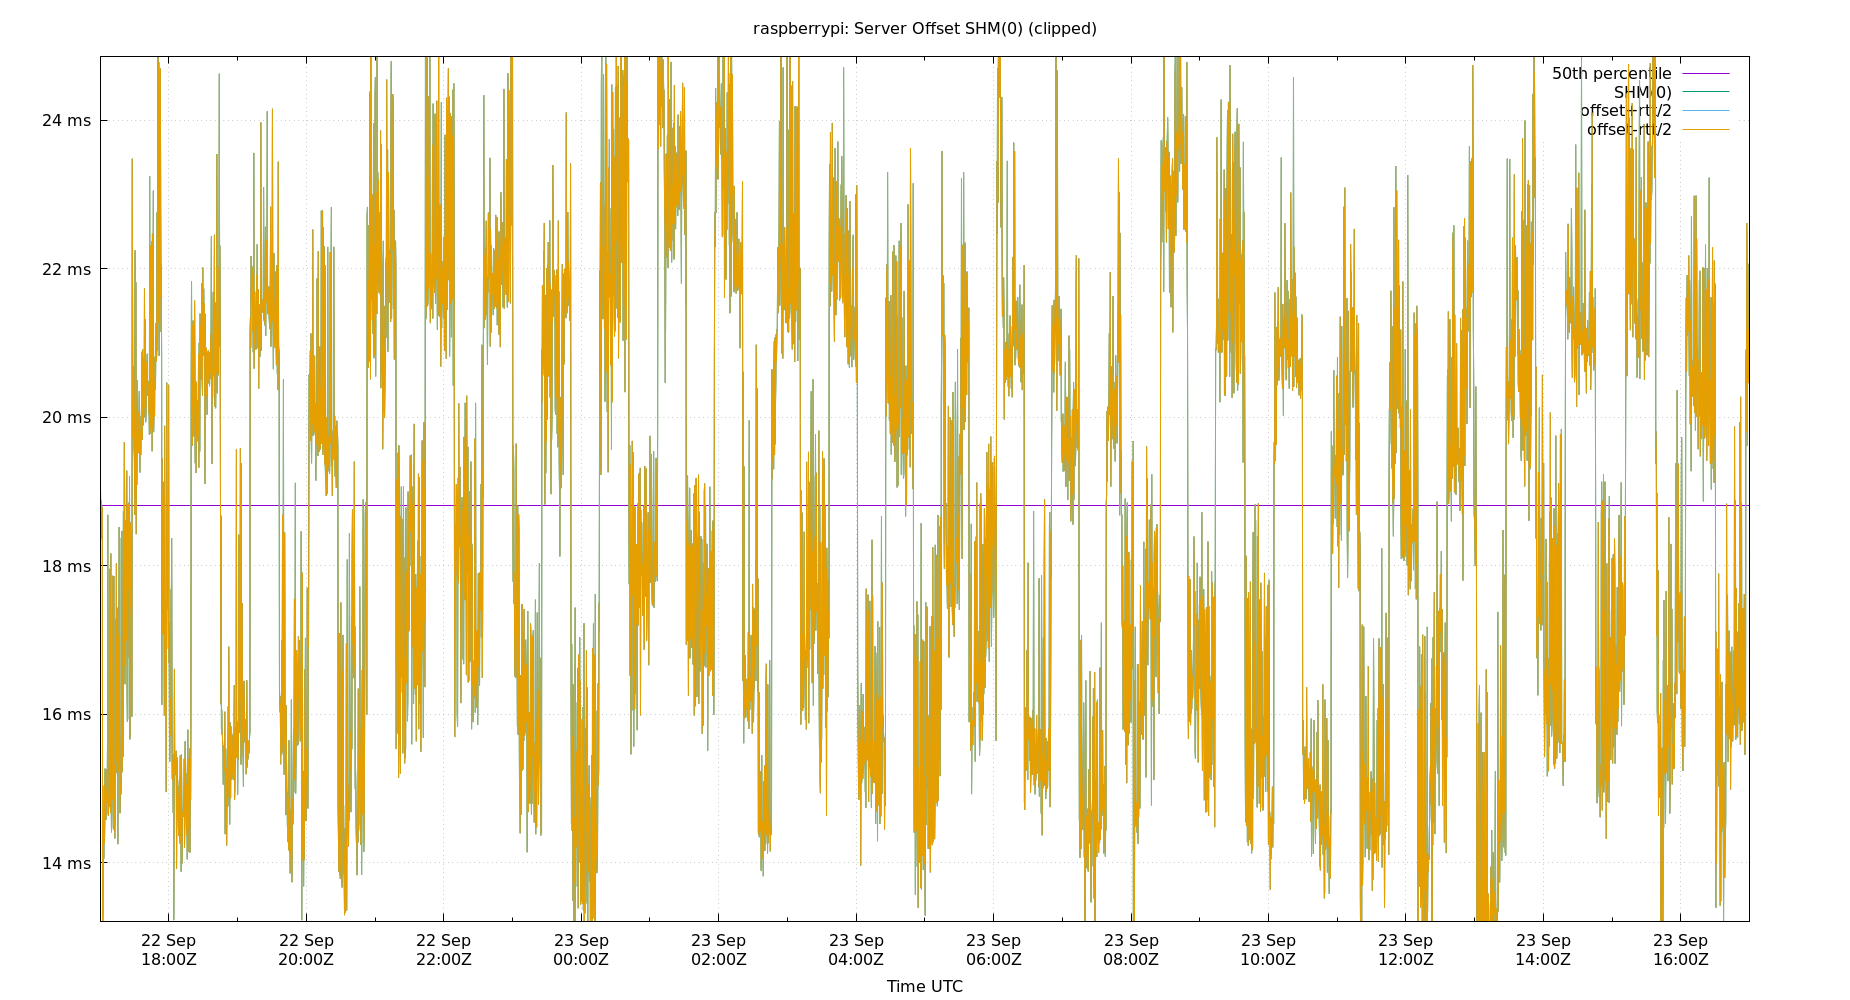 raspberrypi: Server Offset SHM(0) (clipped)
50th percentile
SHM(0)
offset+rtt/2
offset-rtt/2
24 ms
22 ms
20 ms
18 ms
16 ms
14 ms
22 Sep 22 Sep 22 Sep 23 Sep 23 Sep 23 Sep 23 Sep 23 Sep 23 Sep 23 Sep 23 Sep 23 Sep
18:00Z 20:00Z 22:00Z 00:00Z 02:00Z 04:00Z 06:00Z 08:00Z 10:00Z 12:00Z 14:00Z 16:00Z
Time UTC